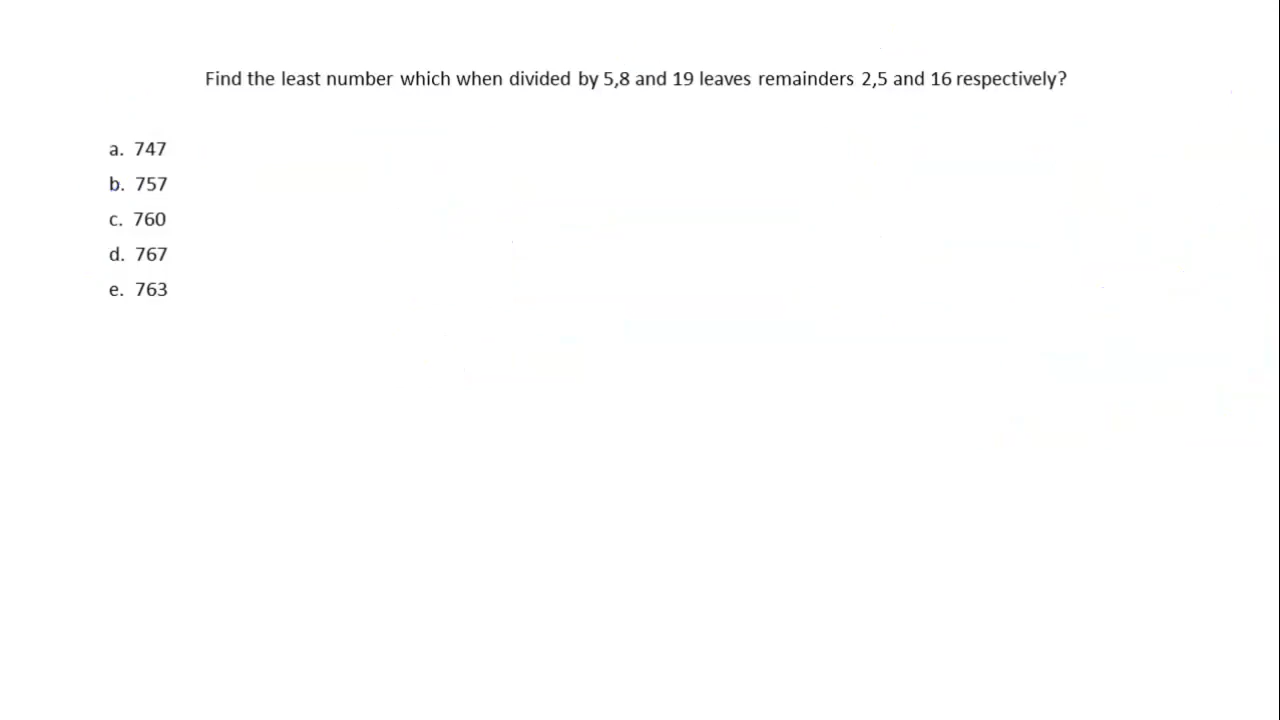 Find the least number which when divided by 5,8 and 19 leaves remainders 2,5 and 16 respectively?
a. 747
b. 757
c. 760
d. 767
e. 763